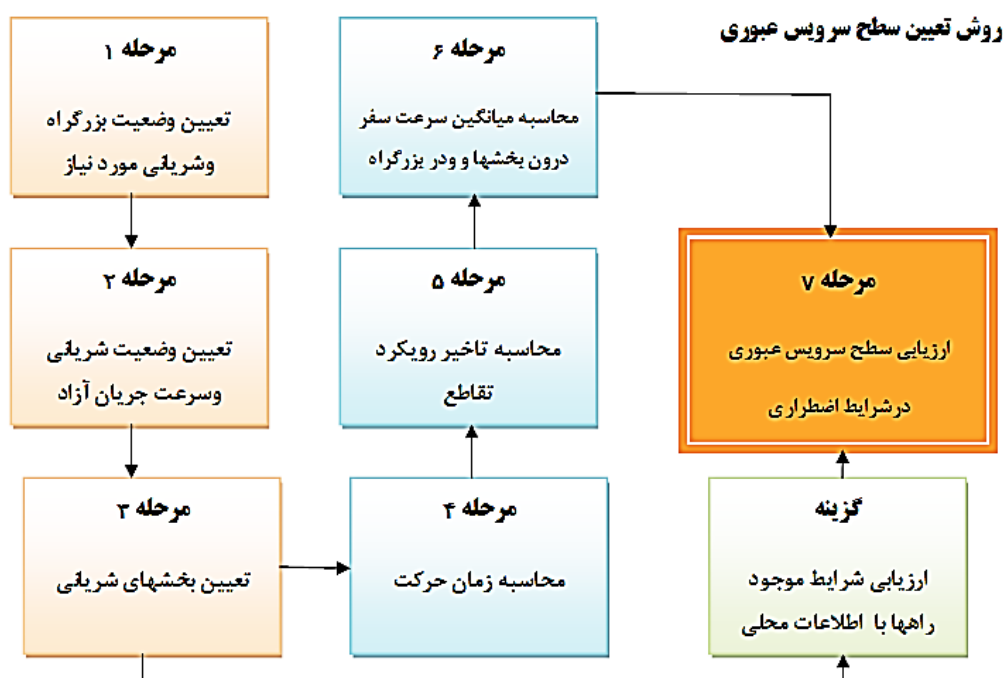 روش تعیین سطح سرویس عبوری
مرحله ۱
تعیین وضعیت بزرگراه
وشریانی مورد نیاز
مرحله ۲
تعیین وضعیت شریانی
وسرعت جریان آزاد
مرحله ۳
تعیین بخشهای شریانی
مرحله ۴
محاسبه زمان حرکت
مرحله ۵
محاسبه تاخیر رویکرد
تقاطع
مرحله ۶
محاسبه میانگین سرعت سفر
درون بخشها و ودر بزرگراه
مرحله ۷
ارزیابی سطح سرویس عبوری
درشرایط اضطراری
گزینه
ارزیابی شرایط موجود
راهها با اطلاعات محلی